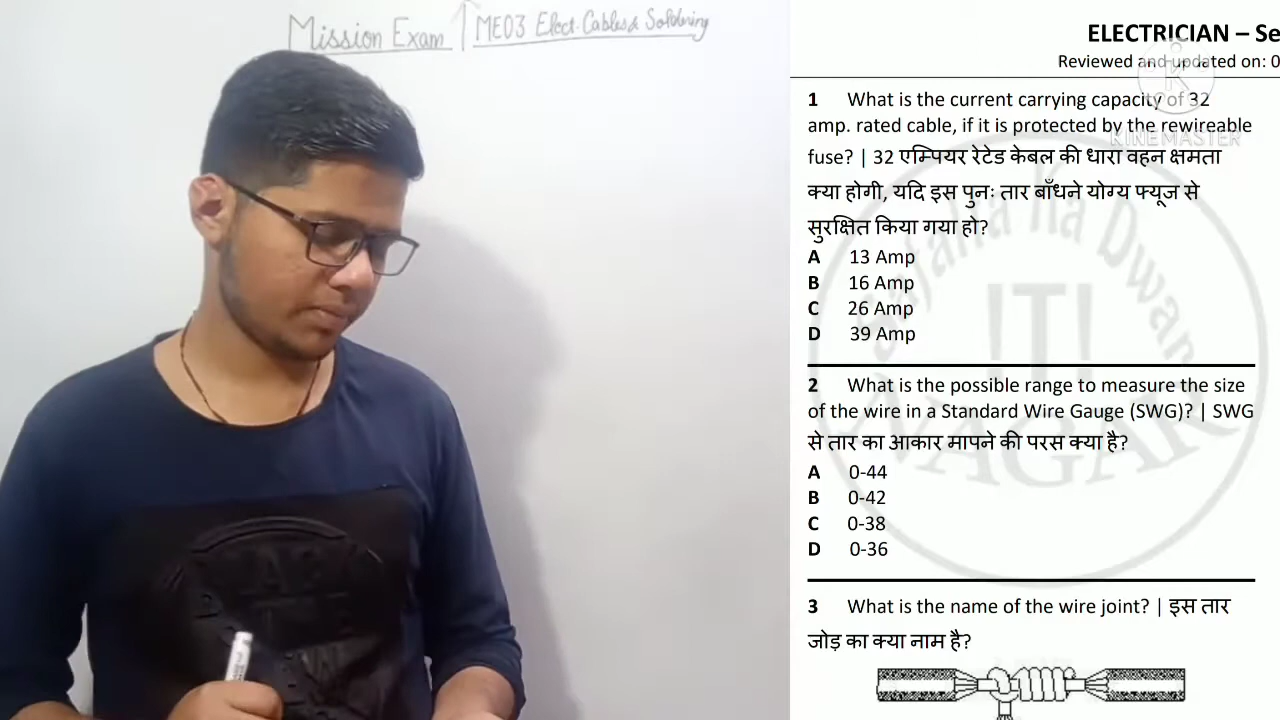 Mission Exam ↑ ME03 Elect. Cables & Soldering
ELECTRICIAN – Se
Reviewed and updated on: 0
KINEMASTER
1 What is the current carrying capacity of 32
amp. rated cable, if it is protected by the rewireable
fuse? | 32 एम्पियर रेटेड केबल की धारा वहन क्षमता
क्या होगी, यदि इस पुनः तार बाँधने योग्य फ्यूज से
सुरक्षित किया गया हो?
A 13 Amp
B 16 Amp
C 26 Amp
D 39 Amp
2 What is the possible range to measure the size
of the wire in a Standard Wire Gauge (SWG)? | SWG
से तार का आकार मापने की परस क्या है?
A 0-44
B 0-42
C 0-38
D 0-36
3 What is the name of the wire joint? | इस तार
जोड़ का क्या नाम है?
ITI
NAGAR